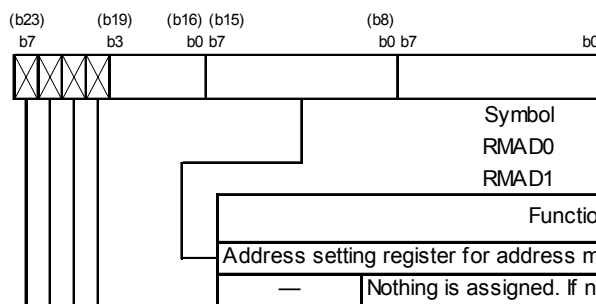 (b23) (b19) (b16) (b15) (b8)
b7 b3 b0 b7 b0 b7 b0
Symbol
RMAD0
RMAD1
Functio
Address setting register for address m
— Nothing is assigned. If n